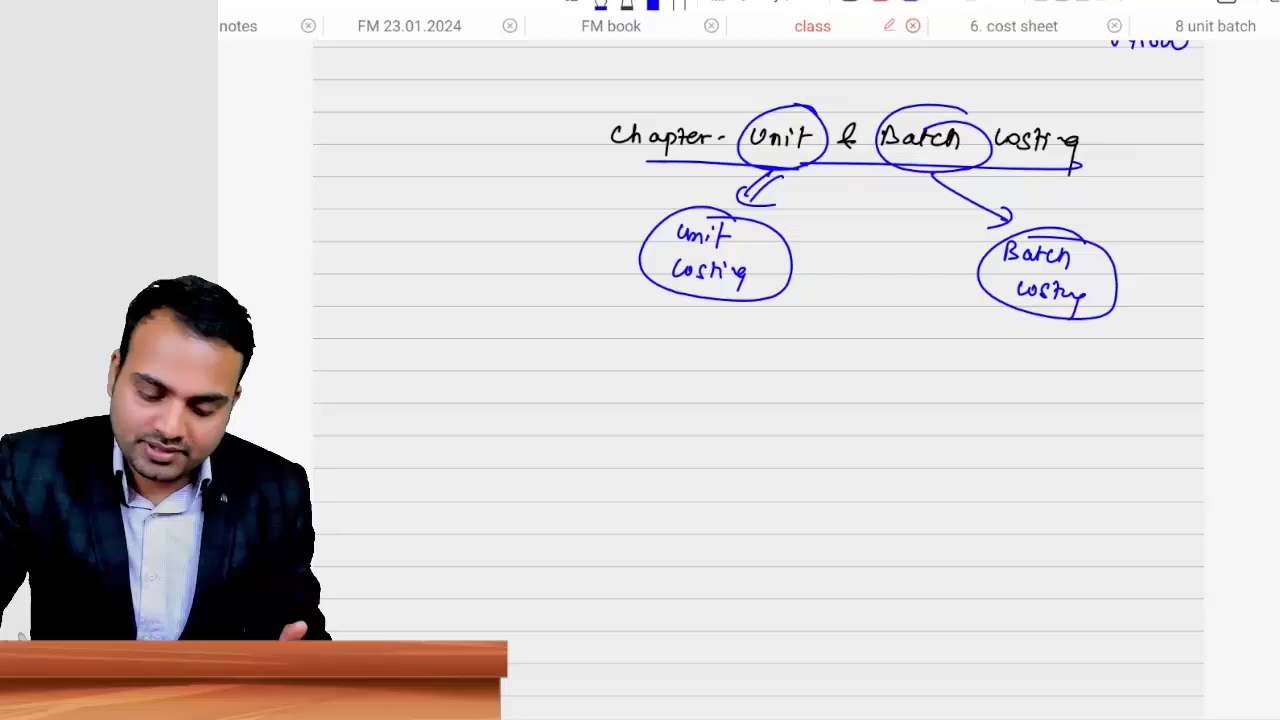 notes FM 23.01.2024 FM book class 6. cost sheet 8 unit batch
Chapter - Unit & Batch Costing
Unit
Costing
Batch
Costing